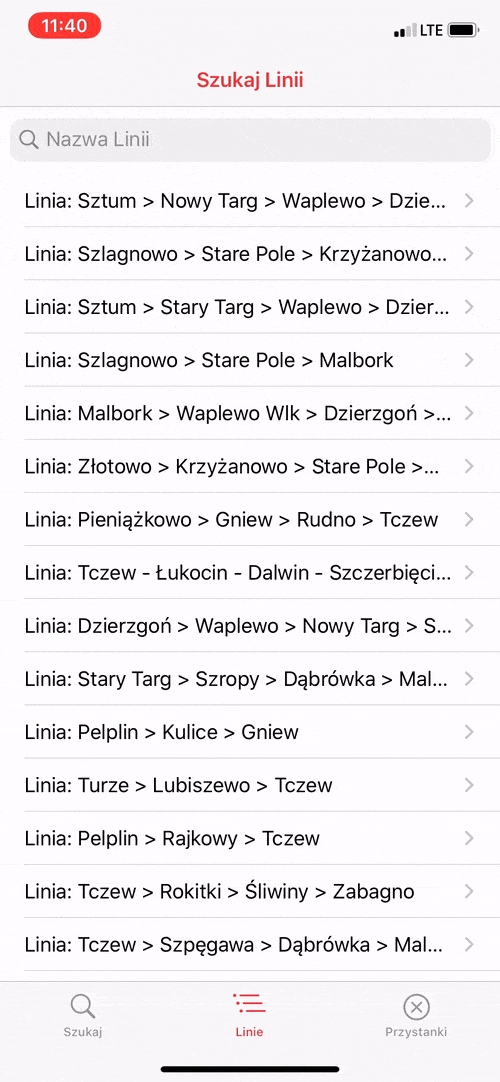 11:40
LTE
Szukaj Linii
Nazwa Linii
Linia: Sztum > Nowy Targ > Waplewo > Dzie...
Linia: Szlagnowo > Stare Pole > Krzyżanowo...
Linia: Sztum > Stary Targ > Waplewo > Dzier...
Linia: Szlagnowo > Stare Pole > Malbork
Linia: Malbork > Waplewo Wlk > Dzierzgoń >...
Linia: Złotowo > Krzyżanowo > Stare Pole >...
Linia: Pieniążkowo > Gniew > Rudno > Tczew
Linia: Tczew - Łukocin - Dalwin - Szczerbięci...
Linia: Dzierzgoń > Waplewo > Nowy Targ > S...
Linia: Stary Targ > Szropy > Dąbrówka > Mal...
Linia: Pelplin > Kulice > Gniew
Linia: Turze > Lubiszewo > Tczew
Linia: Pelplin > Rajkowy > Tczew
Linia: Tczew > Rokitki > Śliwiny > Zabagno
Linia: Tczew > Szpęgawa > Dąbrówka > Mal...
Szukaj
Linie
Przystanki